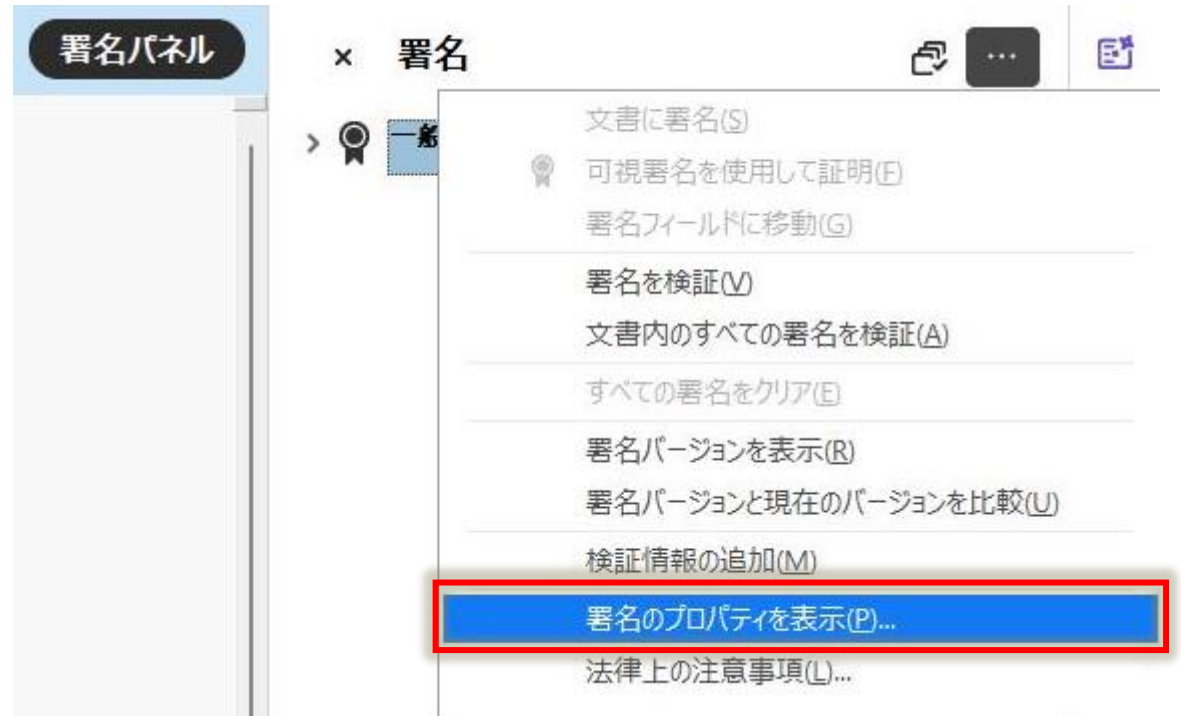 署名パネル
× 署名
一般
文書に署名(S)
可視署名を使用して証明(F)
署名フィールドに移動(G)
署名を検証(V)
文書内のすべての署名を検証(A)
すべての署名をクリア(E)
署名バージョンを表示(R)
署名バージョンと現在のバージョンを比較(U)
検証情報の追加(M)
署名のプロパティを表示(P)...
法律上の注意事項(L)...